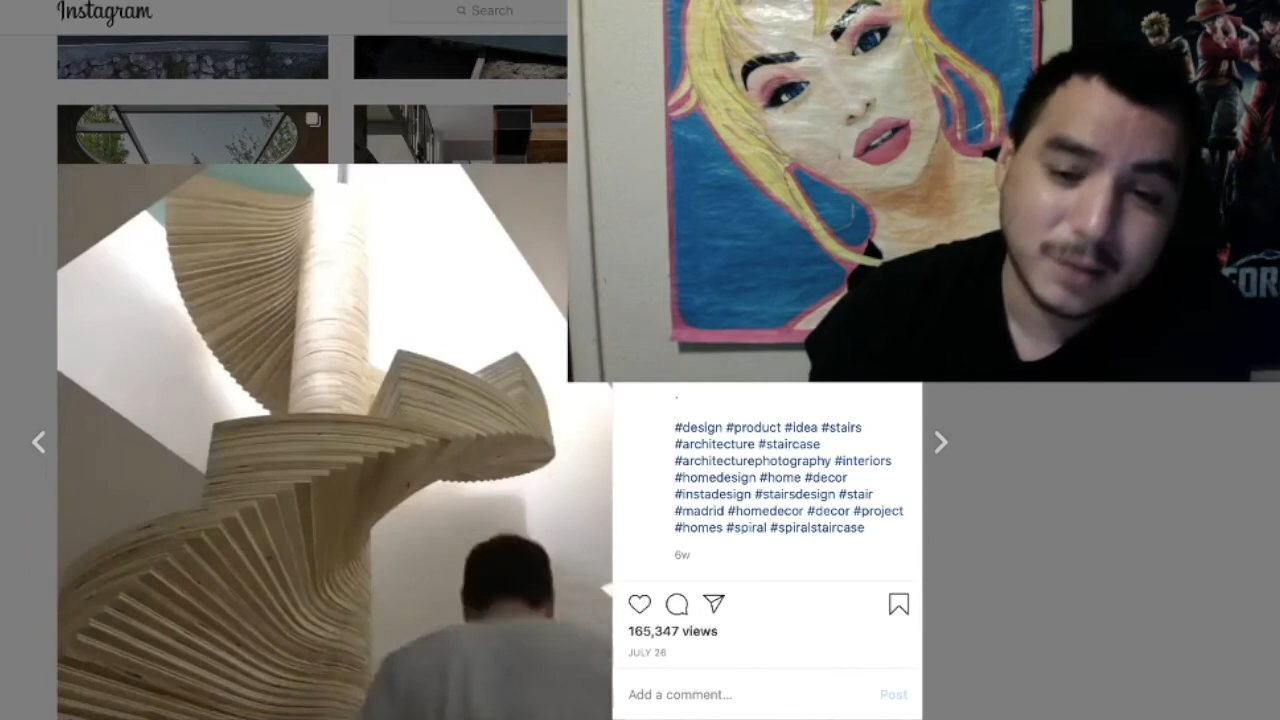 Instagram
Search
#design #product #idea #stairs
#architecture #staircase
#architecturephotography #interiors
#homedesign #home #decor
#instadesign #stairsdesign #stair
#madrid #homedecor #decor #project
#homes #spiral #spiralstaircase
6w
165,347 views
JULY 26
Add a comment...
Post
FOR